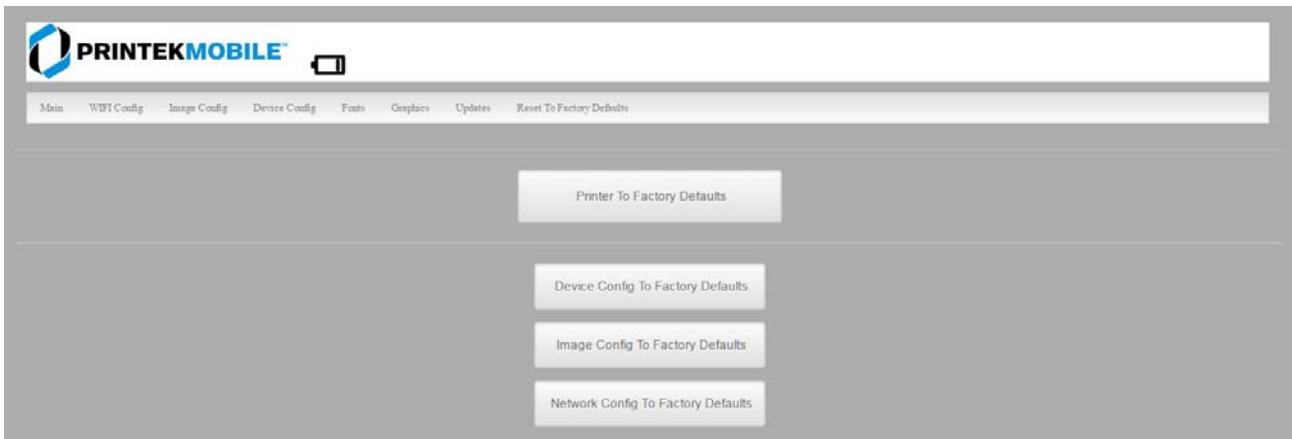 PRINTEKMOBILE™
Main WIFI Config Image Config Device Config Fonts Graphics Updates Reset To Factory Defaults
Printer To Factory Defaults
Device Config To Factory Defaults
Image Config To Factory Defaults
Network Config To Factory Defaults